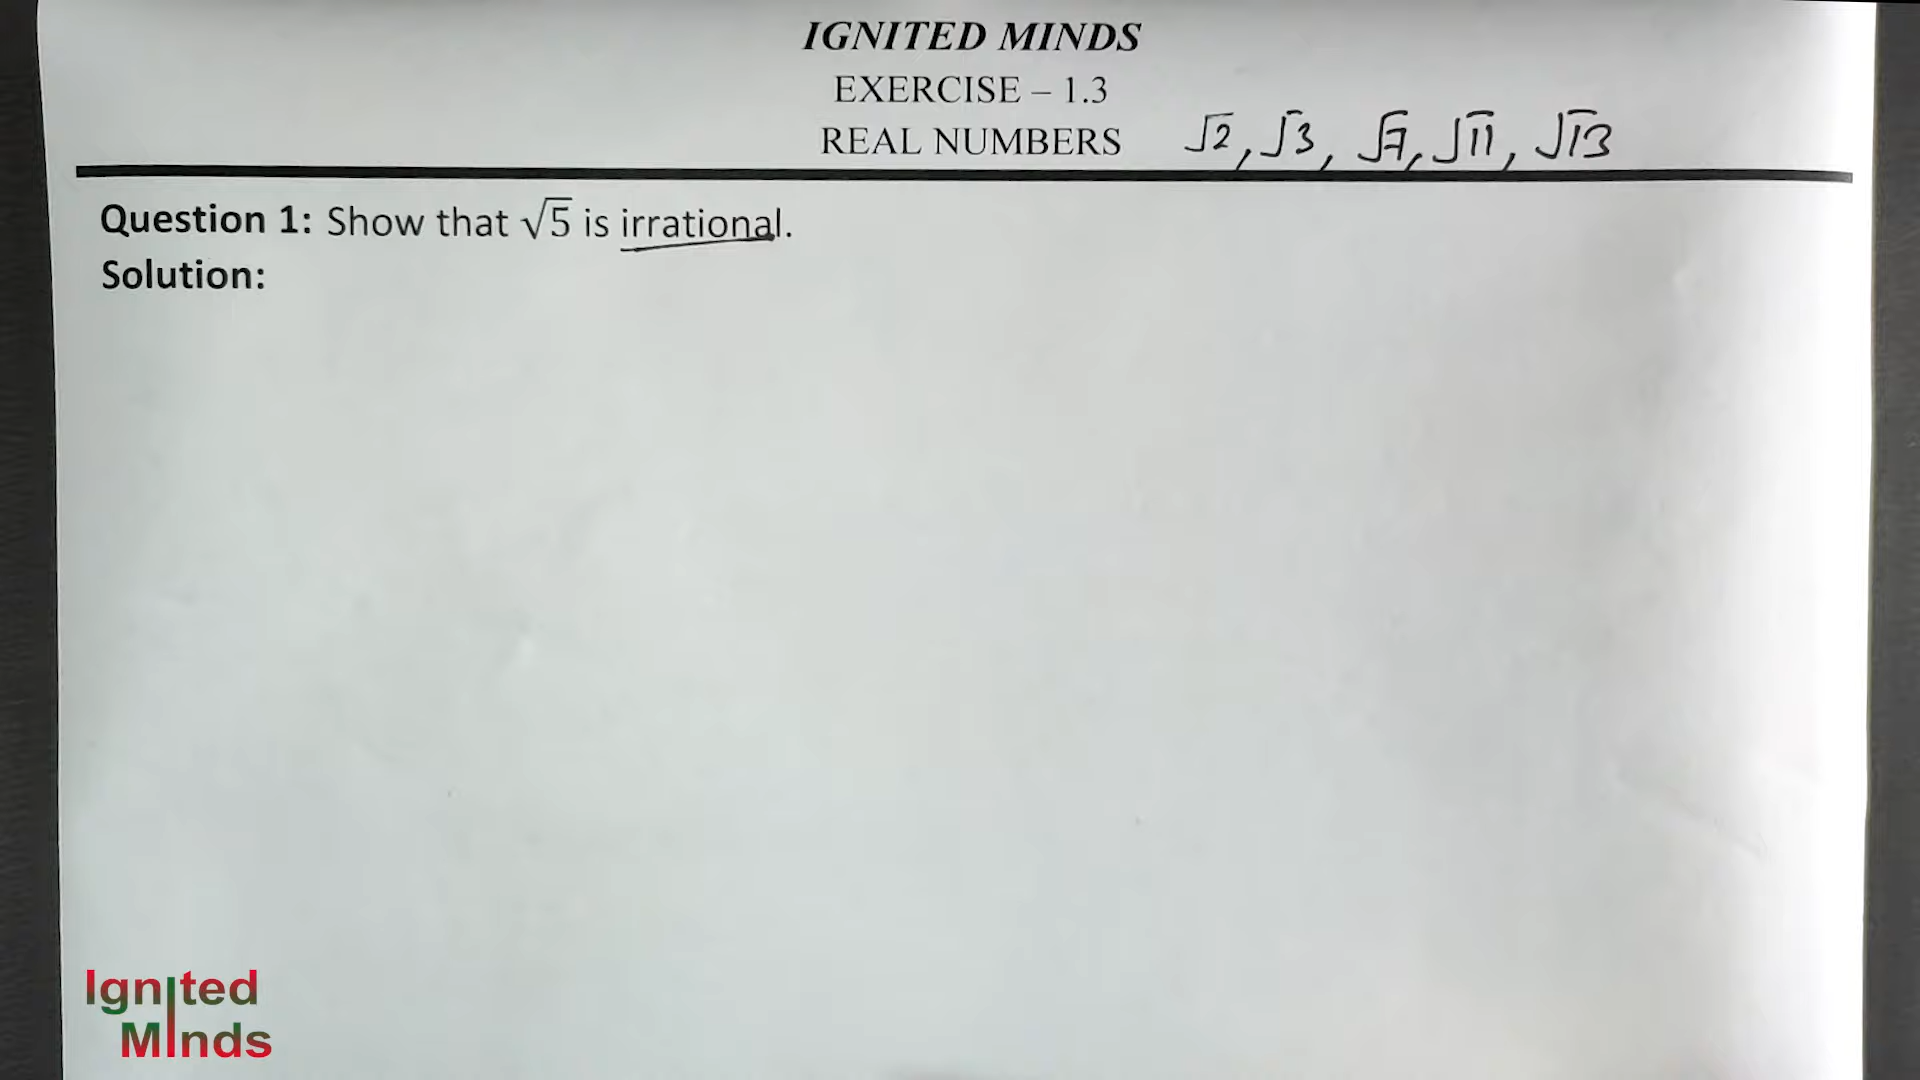 IGNITED MINDS
EXERCISE – 1.3
REAL NUMBERS √2, √3, √7, √11, √13
Question 1: Show that √5 is irrational.
Solution:
Ignited
Minds